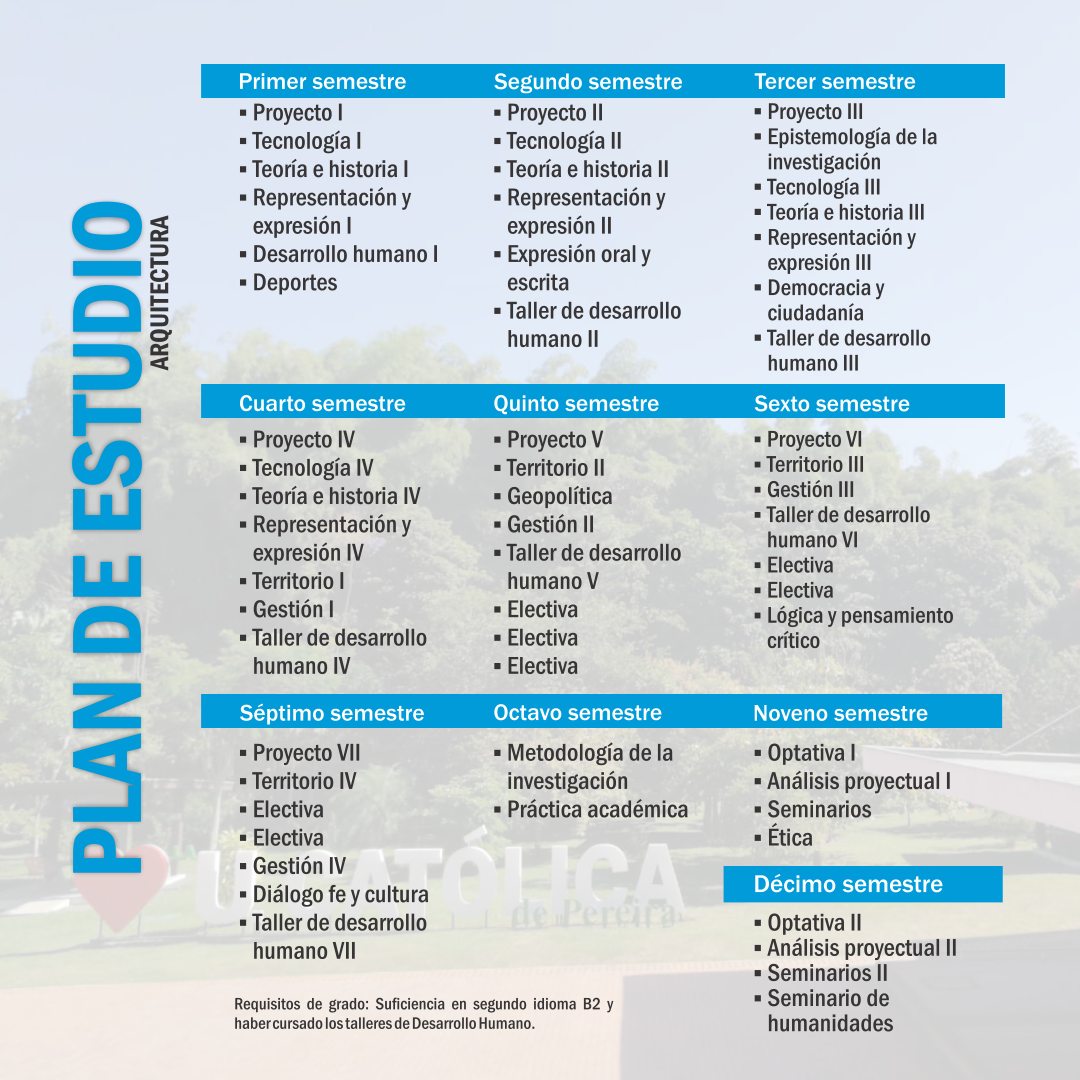 PLAN DE ESTUDIO
ARQUITECTURA
Primer semestre
▪ Proyecto I
▪ Tecnología I
▪ Teoría e historia I
▪ Representación y
expresión I
▪ Desarrollo humano I
▪ Deportes
Segundo semestre
▪ Proyecto II
▪ Tecnología II
▪ Teoría e historia II
▪ Representación y
expresión II
▪ Expresión oral y
escrita
▪ Taller de desarrollo
humano II
Tercer semestre
▪ Proyecto III
▪ Epistemología de la
investigación
▪ Tecnología III
▪ Teoría e historia III
▪ Representación y
expresión III
▪ Democracia y
ciudadanía
▪ Taller de desarrollo
humano III
Cuarto semestre
▪ Proyecto IV
▪ Tecnología IV
▪ Teoría e historia IV
▪ Representación y
expresión IV
▪ Territorio I
▪ Gestión I
▪ Taller de desarrollo
humano IV
Quinto semestre
▪ Proyecto V
▪ Territorio II
▪ Geopolítica
▪ Gestión II
▪ Taller de desarrollo
humano V
▪ Electiva
▪ Electiva
▪ Electiva
Sexto semestre
▪ Proyecto VI
▪ Territorio III
▪ Gestión III
▪ Taller de desarrollo
humano VI
▪ Electiva
▪ Electiva
▪ Lógica y pensamiento
crítico
Séptimo semestre
▪ Proyecto VII
▪ Territorio IV
▪ Electiva
▪ Electiva
▪ Gestión IV
▪ Diálogo fe y cultura
▪ Taller de desarrollo
humano VII
Octavo semestre
▪ Metodología de la
investigación
▪ Práctica académica
Noveno semestre
▪ Optativa I
▪ Análisis proyectual I
▪ Seminarios
▪ Ética
Décimo semestre
▪ Optativa II
▪ Análisis proyectual II
▪ Seminarios II
▪ Seminario de
humanidades
Requisitos de grado: Suficiencia en segundo idioma B2 y
haber cursado los talleres de Desarrollo Humano.
U CATÓLICA
de Pereira